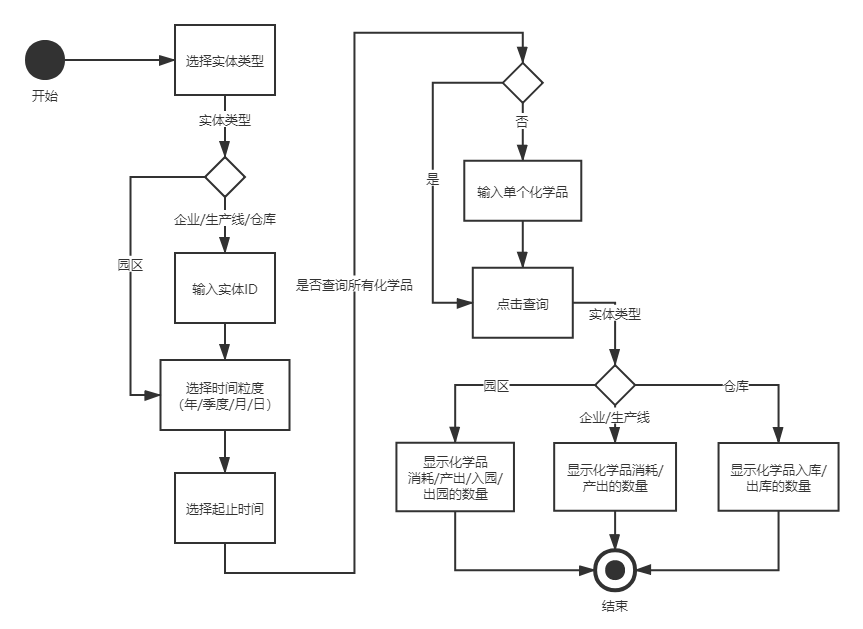 开始
选择实体类型
实体类型
企业/生产线/仓库
园区
输入实体ID
选择时间粒度
（年/季度/月/日）
选择起止时间
是否查询所有化学品
否
是
输入单个化学品
点击查询
实体类型
园区
企业/生产线
仓库
显示化学品
消耗/产出/入园/
出园的数量
显示化学品消耗/
产出的数量
显示化学品入库/
出库的数量
结束